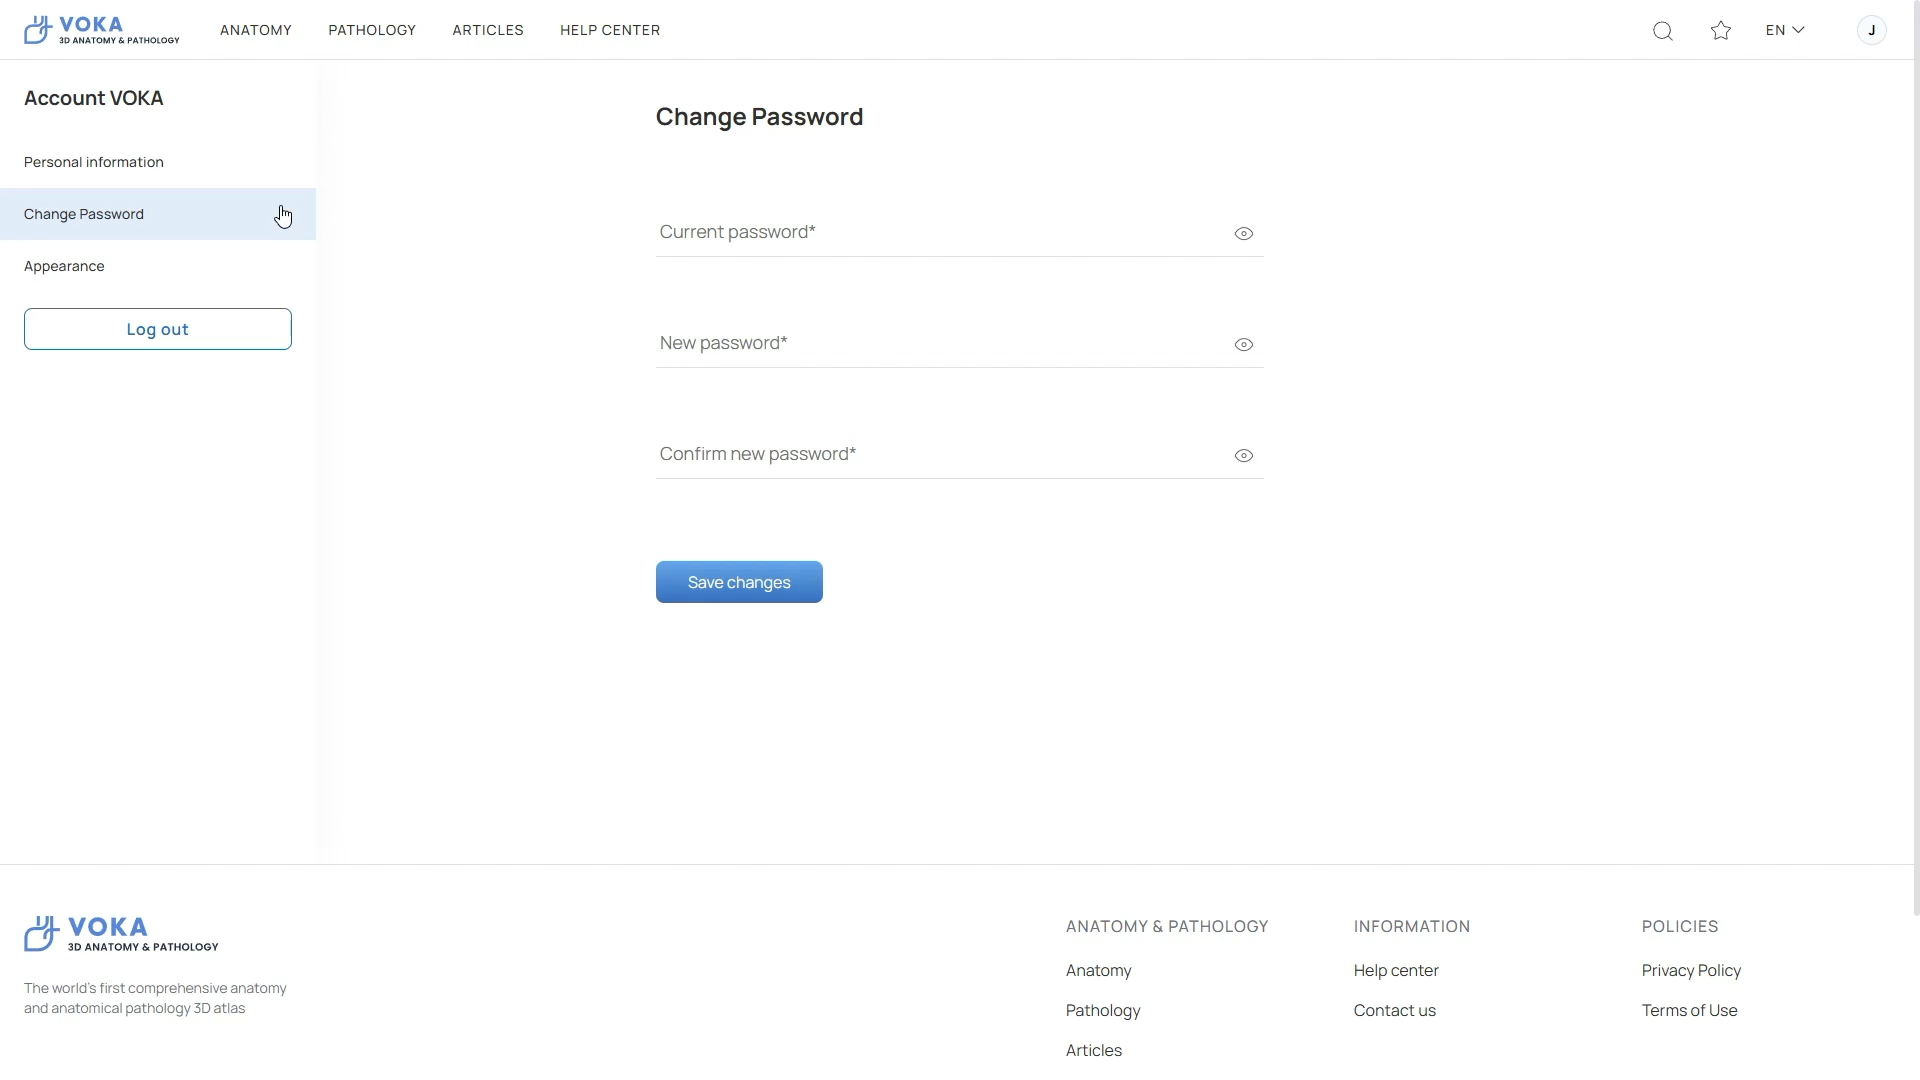 VOKA
3D ANATOMY & PATHOLOGY
ANATOMY
PATHOLOGY
ARTICLES
HELP CENTER
EN
J
Account VOKA
Personal information
Change Password
Appearance
Log out
Change Password
Current password*
New password*
Confirm new password*
Save changes
VOKA
3D ANATOMY & PATHOLOGY
The world's first comprehensive anatomy
and anatomical pathology 3D atlas
ANATOMY & PATHOLOGY
Anatomy
Pathology
Articles
INFORMATION
Help center
Contact us
POLICIES
Privacy Policy
Terms of Use